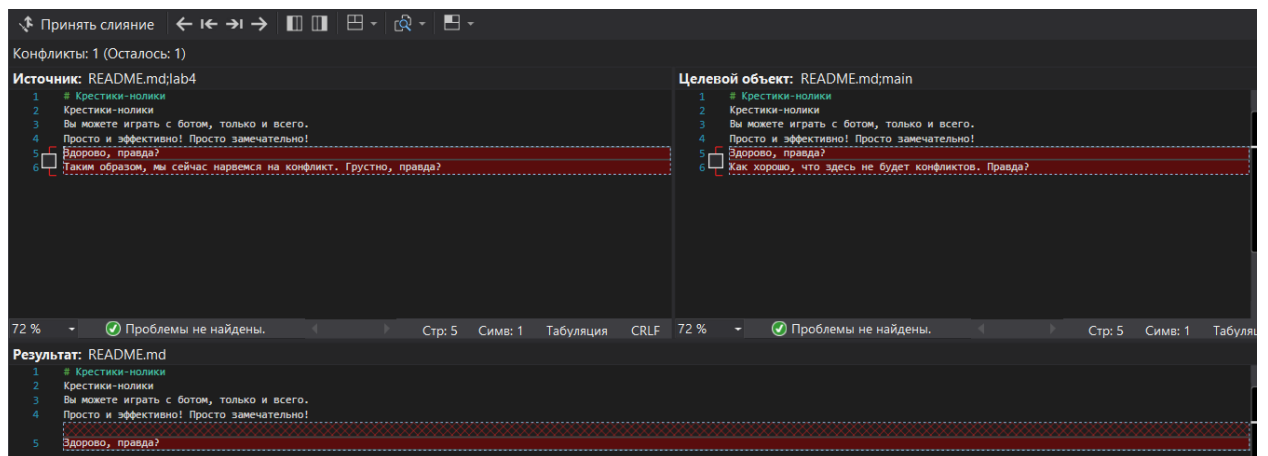 Принять слияние
Конфликты: 1 (Осталось: 1)
Источник: README.md;lab4
1 # Крестики-нолики
2 Крестики-нолики
3 Вы можете играть с ботом, только и всего.
4 Просто и эффективно! Просто замечательно!
5 Здорово, правда?
6 Таким образом, мы сейчас нарвемся на конфликт. Грустно, правда?
72 % Проблемы не найдены. Стр: 5 Симв: 1 Табуляция CRLF
Целевой объект: README.md;main
1 # Крестики-нолики
2 Крестики-нолики
3 Вы можете играть с ботом, только и всего.
4 Просто и эффективно! Просто замечательно!
5 Здорово, правда?
6 Как хорошо, что здесь не будет конфликтов. Правда?
72 % Проблемы не найдены. Стр: 5 Симв: 1 Табуля
Результат: README.md
1 # Крестики-нолики
2 Крестики-нолики
3 Вы можете играть с ботом, только и всего.
4 Просто и эффективно! Просто замечательно!
5 Здорово, правда?